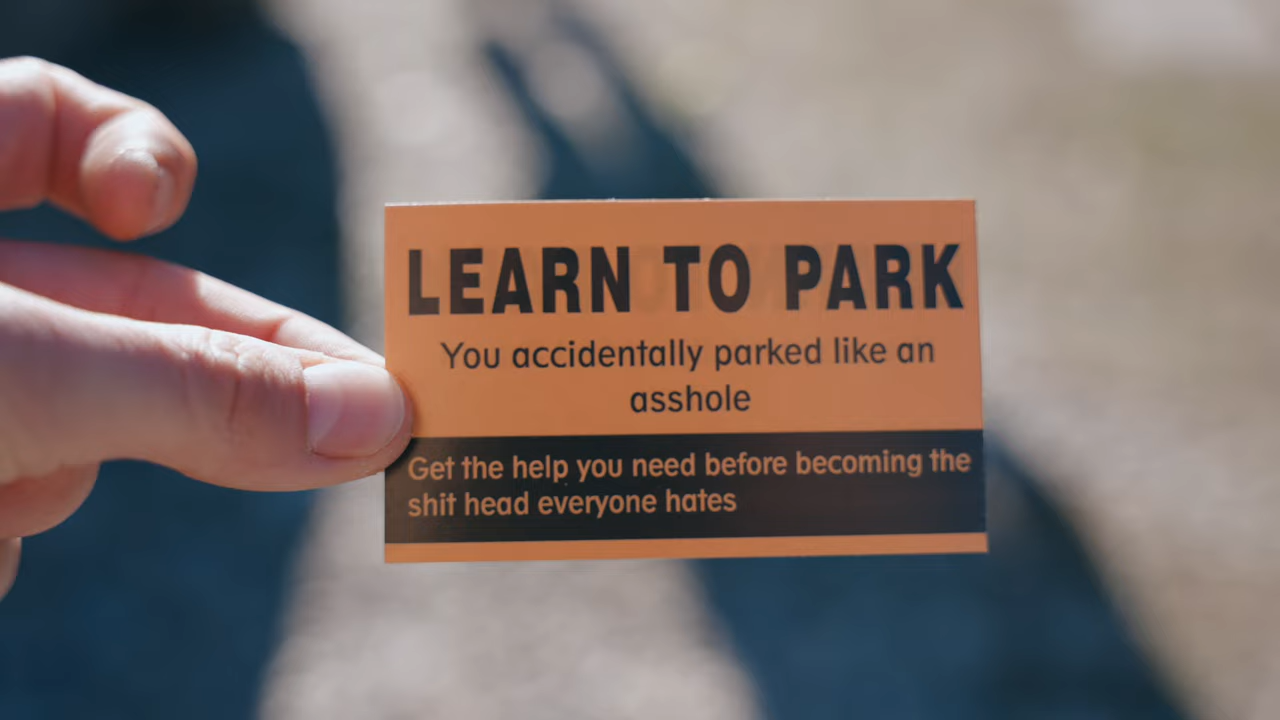 LEARN TO PARK
You accidentally parked like an
asshole
Get the help you need before becoming the
shit head everyone hates